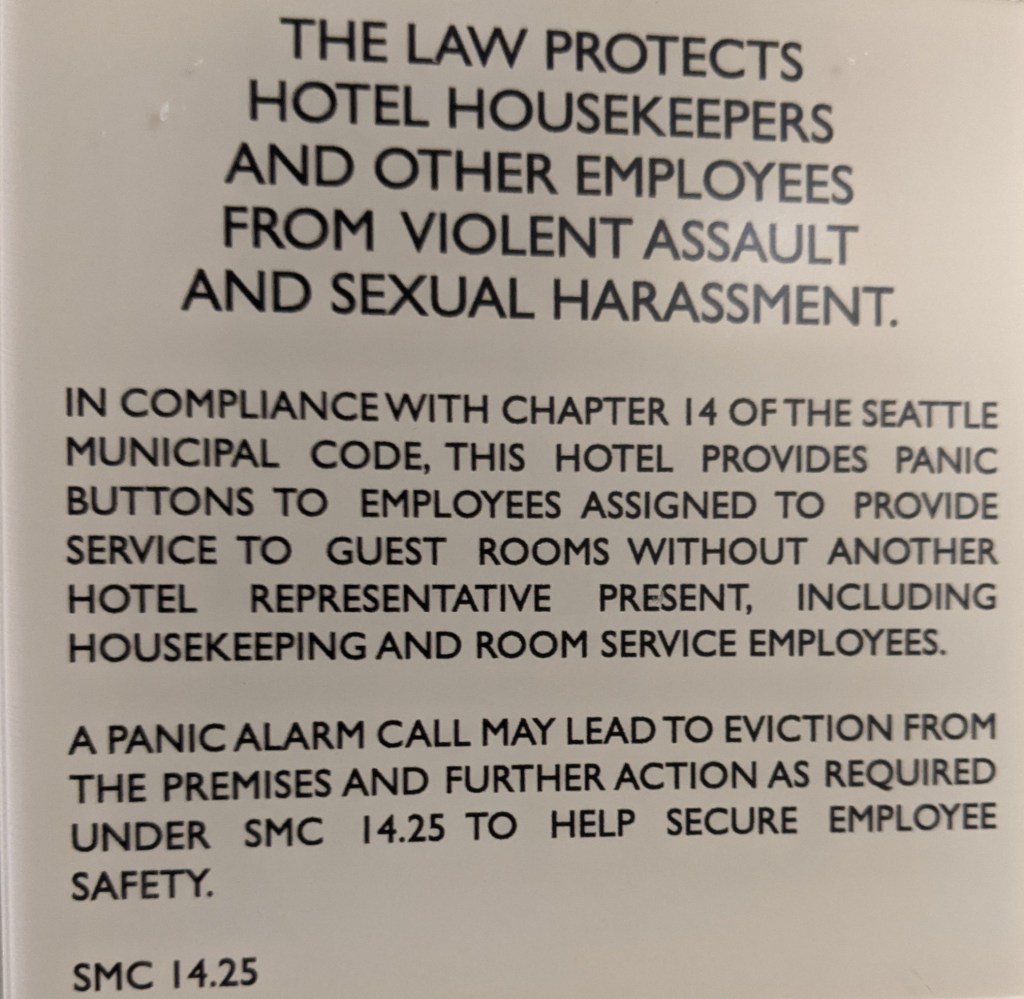 THE LAW PROTECTS
HOTEL HOUSEKEEPERS
AND OTHER EMPLOYEES
FROM VIOLENT ASSAULT
AND SEXUAL HARASSMENT.
IN COMPLIANCE WITH CHAPTER 14 OF THE SEATTLE
MUNICIPAL CODE, THIS HOTEL PROVIDES PANIC
BUTTONS TO EMPLOYEES ASSIGNED TO PROVIDE
SERVICE TO GUEST ROOMS WITHOUT ANOTHER
HOTEL REPRESENTATIVE PRESENT, INCLUDING
HOUSEKEEPING AND ROOM SERVICE EMPLOYEES.
A PANIC ALARM CALL MAY LEAD TO EVICTION FROM
THE PREMISES AND FURTHER ACTION AS REQUIRED
UNDER SMC 14.25 TO HELP SECURE EMPLOYEE
SAFETY.
SMC 14.25